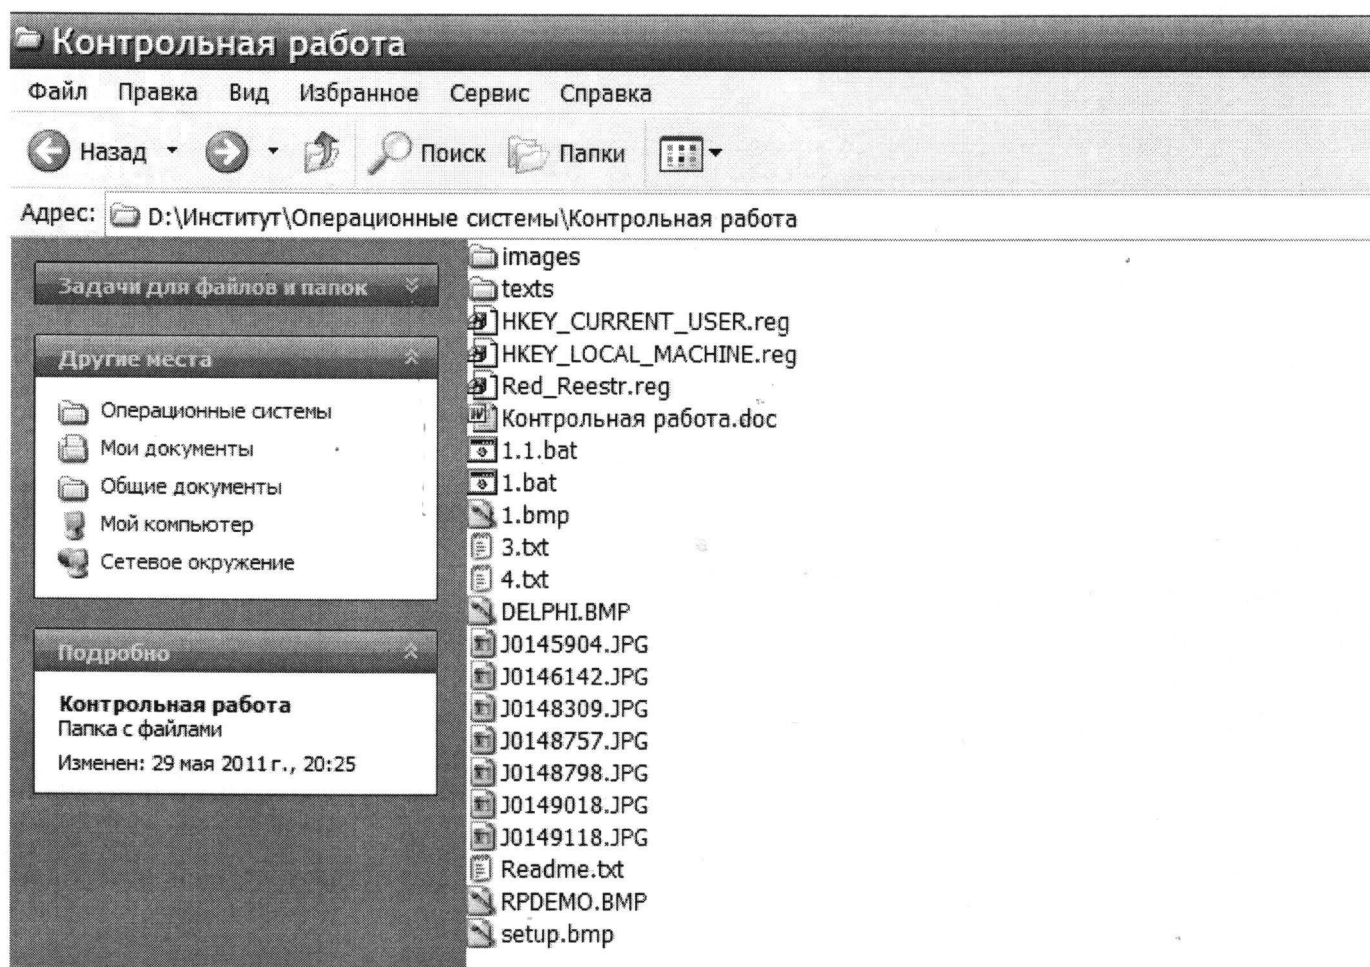 Контрольная работа
Файл Правка Вид Избранное Сервис Справка
Назад Поиск Папки
Адрес: D:\Институт\Операционные системы\Контрольная работа
Задачи для файлов и папок
Другие места
Операционные системы
Мои документы
Общие документы
Мой компьютер
Сетевое окружение
Подробно
Контрольная работа
Папка с файлами
Изменен: 29 мая 2011 г., 20:25
images
texts
HKEY_CURRENT_USER.reg
HKEY_LOCAL_MACHINE.reg
Red_Reestr.reg
Контрольная работа.doc
1.1.bat
1.bat
1.bmp
3.txt
4.txt
DELPHI.BMP
J0145904.JPG
J0146142.JPG
J0148309.JPG
J0148757.JPG
J0148798.JPG
J0149018.JPG
J0149118.JPG
Readme.txt
RPDEMO.BMP
setup.bmp